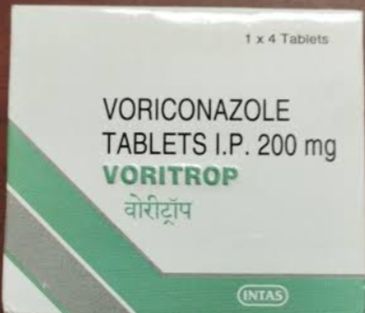 1 x 4 Tablets
VORICONAZOLE
TABLETS I.P. 200 mg
VORITROP
वोरीट्रॉप
INTAS